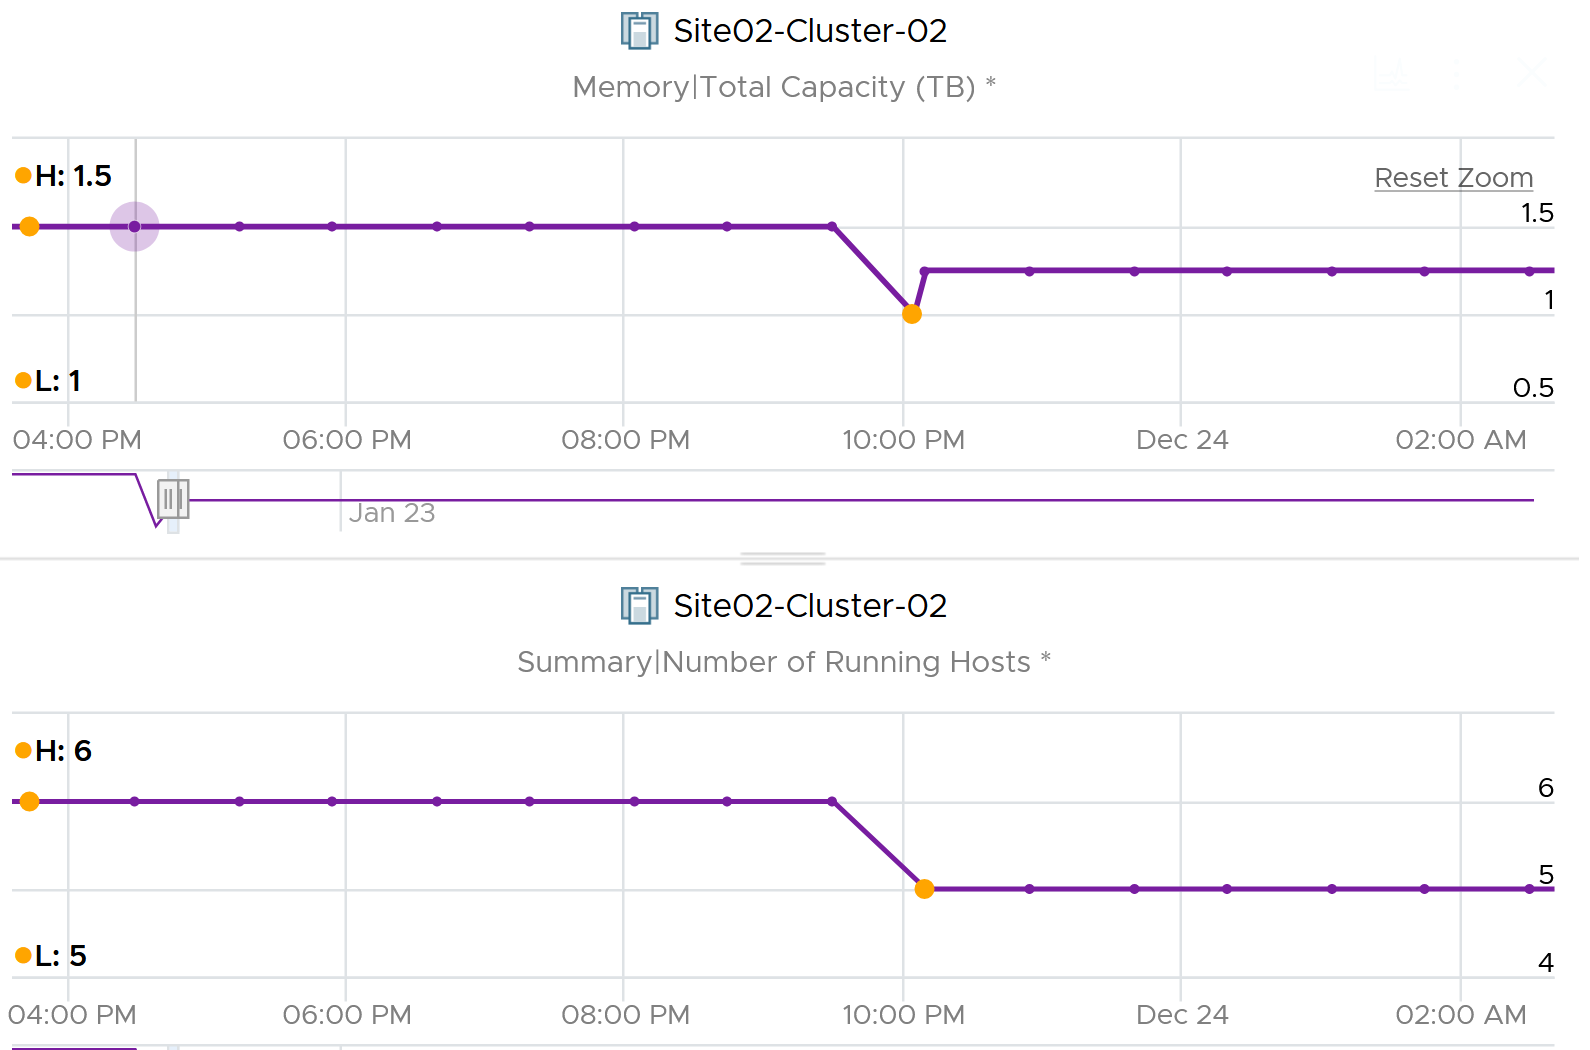 Site02-Cluster-02
Memory|Total Capacity (TB) *
H: 1.5
Reset Zoom
1.5
1
L: 1
0.5
04:00 PM 06:00 PM 08:00 PM 10:00 PM Dec 24 02:00 AM
Jan 23
Site02-Cluster-02
Summary|Number of Running Hosts *
H: 6
6
5
L: 5
4
04:00 PM 06:00 PM 08:00 PM 10:00 PM Dec 24 02:00 AM